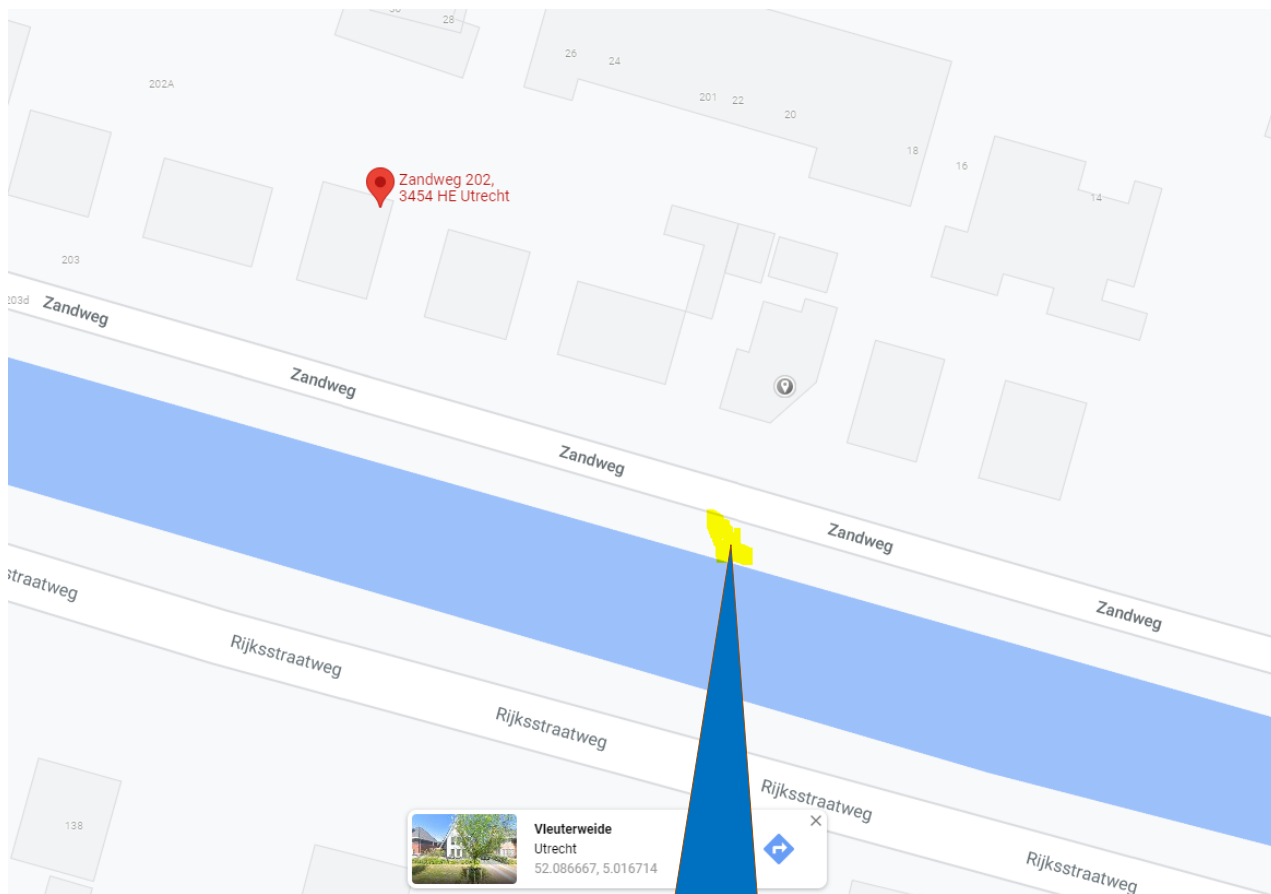 28
26
24
202A
201
22
20
18
16
14
Zandweg 202,
3454 HE Utrecht
203
203d
Zandweg
Zandweg
Zandweg
Zandweg
Zandweg
straatweg
Rijksstraatweg
Rijksstraatweg
Rijksstraatweg
Rijksstraatweg
138
Vleuterweide
Utrecht
52.086667, 5.016714